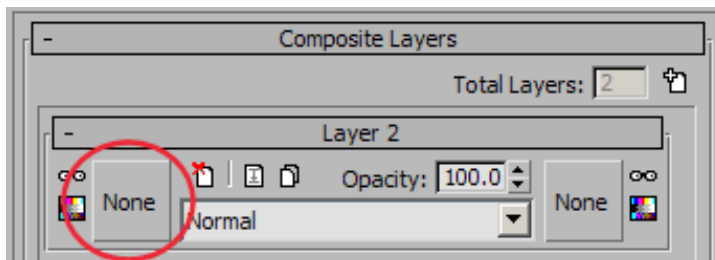 - Composite Layers
Total Layers: 2
- Layer 2
None Opacity: 100.0 None
Normal